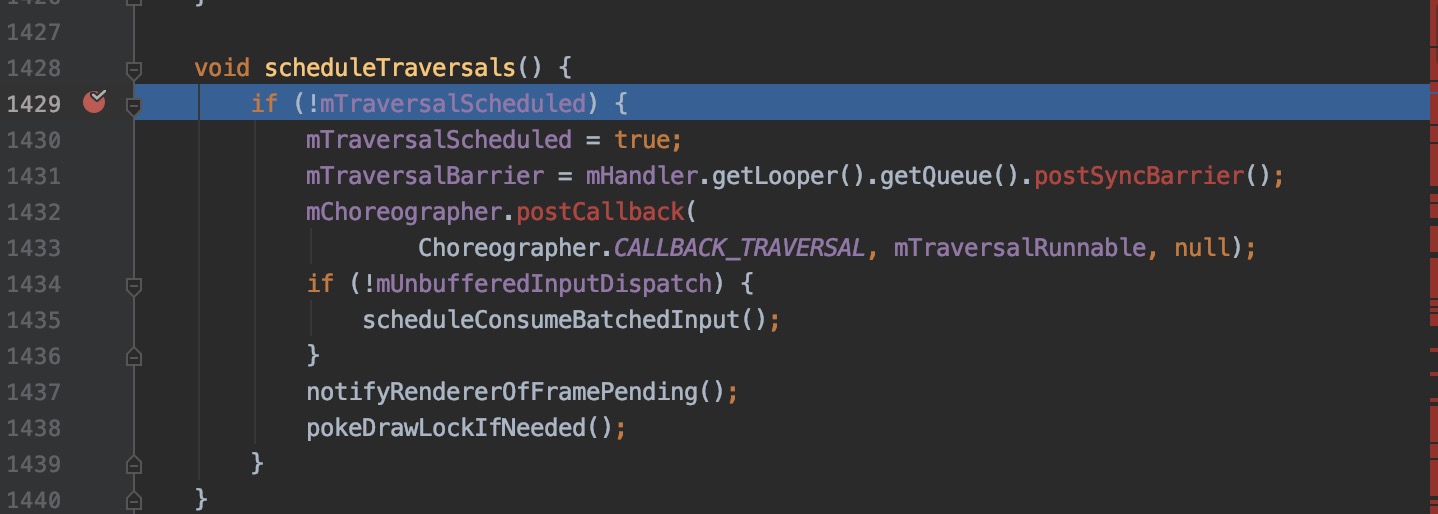 1426 }
1427
1428 void scheduleTraversals() {
1429 if (!mTraversalScheduled) {
1430 mTraversalScheduled = true;
1431 mTraversalBarrier = mHandler.getLooper().getQueue().postSyncBarrier();
1432 mChoreographer.postCallback(
1433 Choreographer.CALLBACK_TRAVERSAL, mTraversalRunnable, null);
1434 if (!mUnbufferedInputDispatch) {
1435 scheduleConsumeBatchedInput();
1436 }
1437 notifyRendererOfFramePending();
1438 pokeDrawLockIfNeeded();
1439 }
1440 }